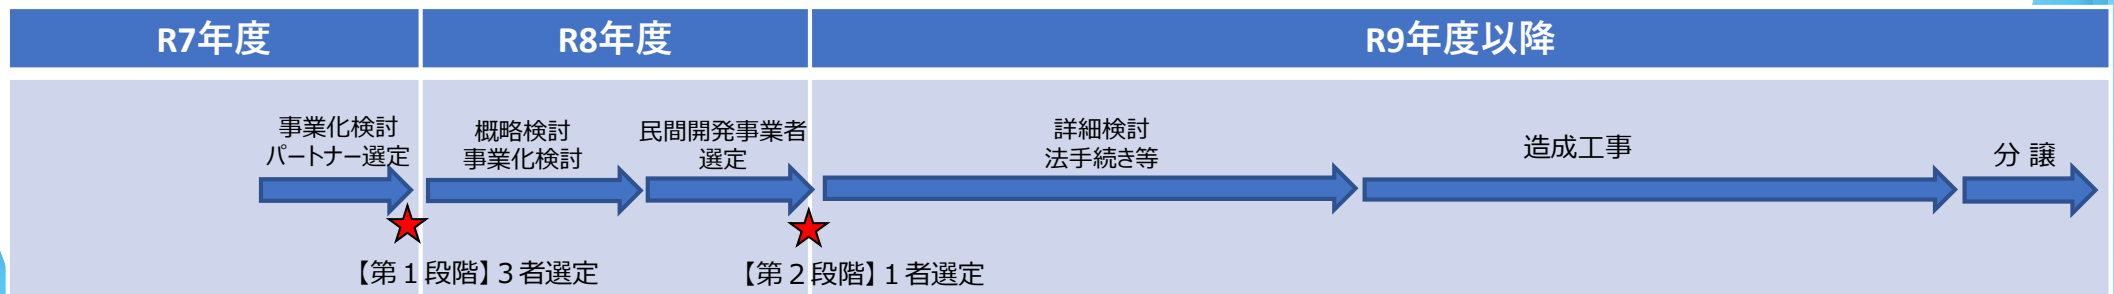 R7年度
R8年度
R9年度以降
事業化検討
パートナー選定
概略検討
事業化検討
民間開発事業者
選定
詳細検討
法手続き等
造成工事
分 譲
【第１段階】３者選定
【第２段階】１者選定